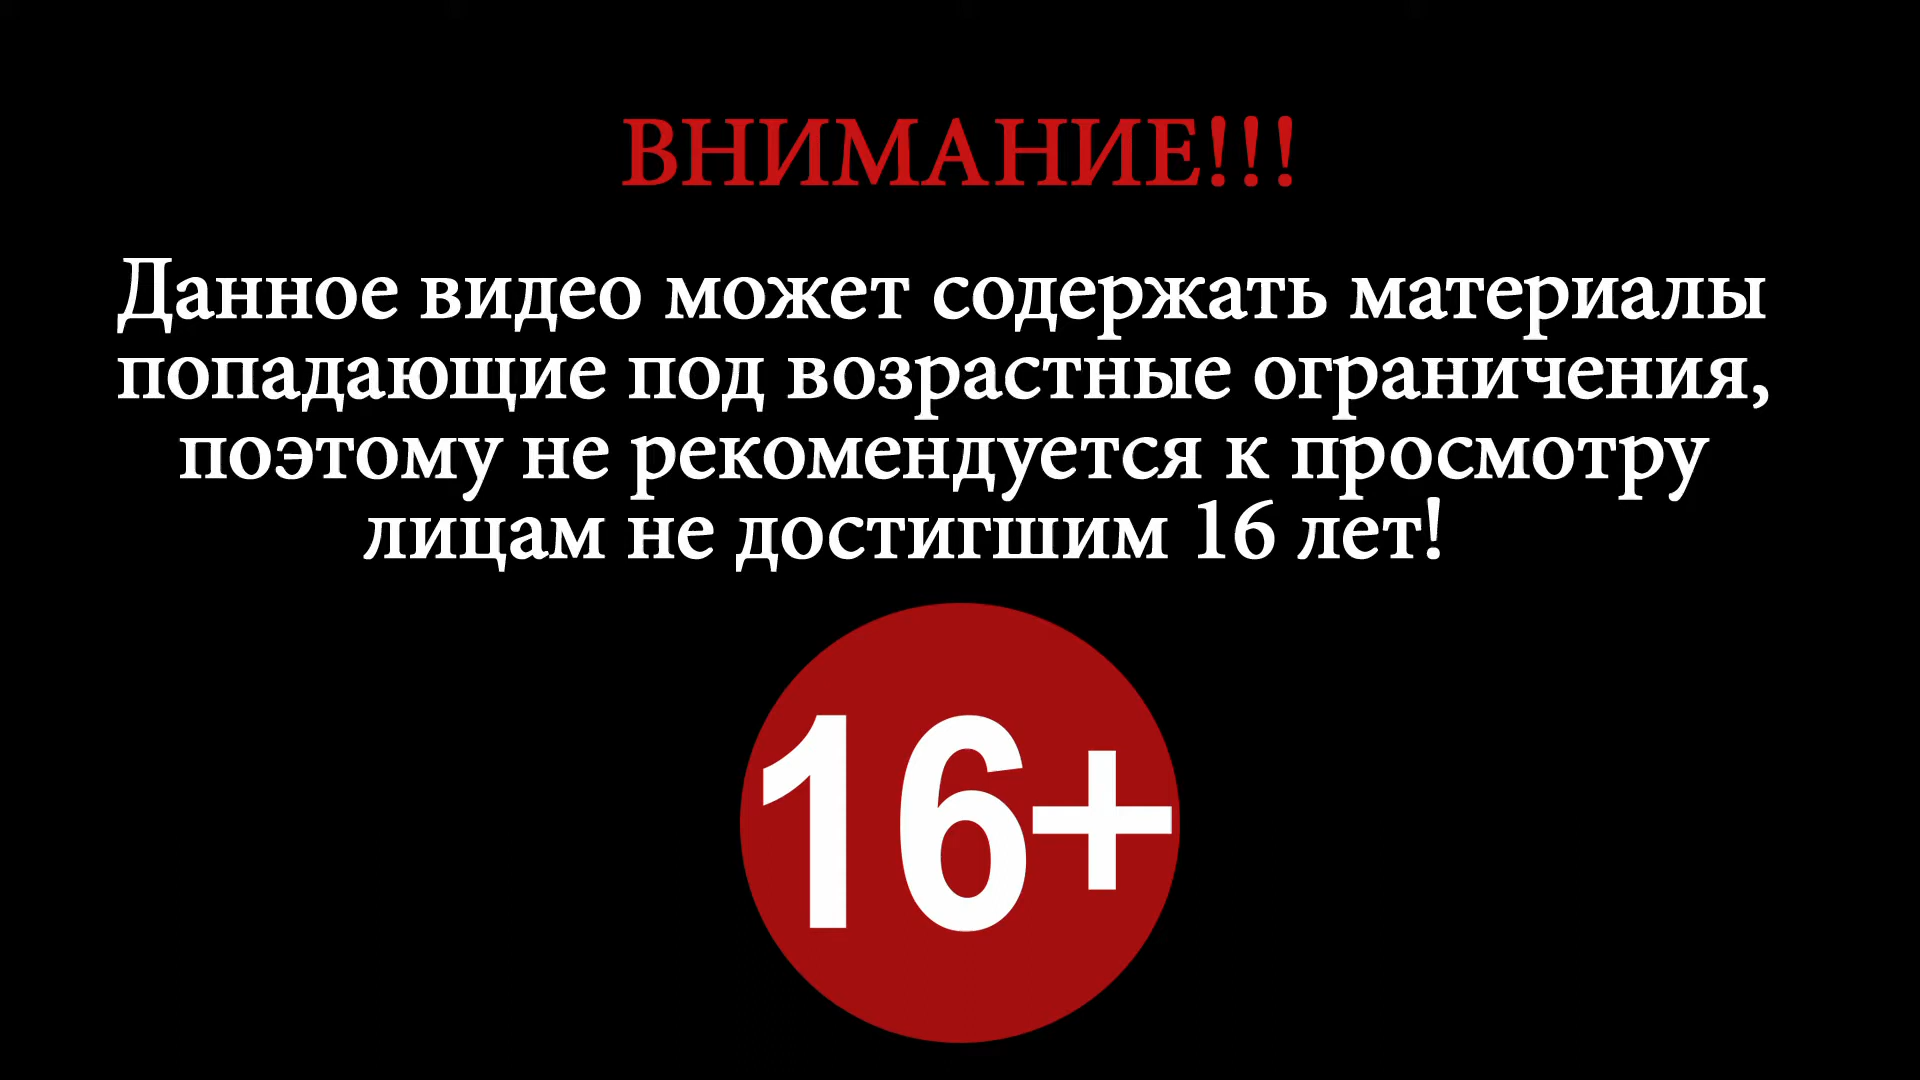 ВНИМАНИЕ!!!
Данное видео может содержать материалы
попадающие под возрастные ограничения,
поэтому не рекомендуется к просмотру
лицам не достигшим 16 лет!
16+